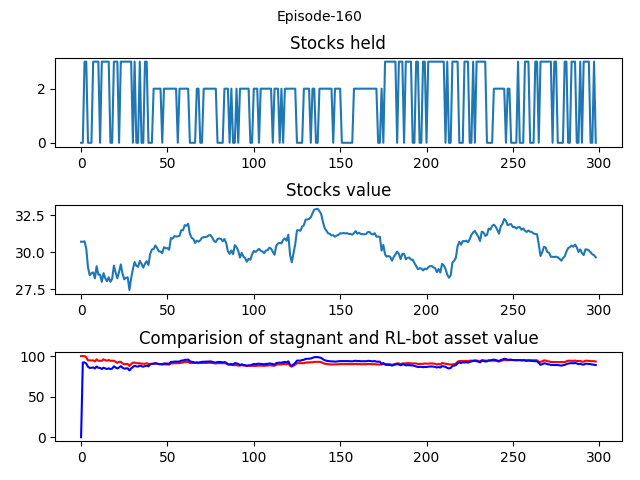 Episode-160
Stocks held
2
0
0 50 100 150 200 250 300
Stocks value
32.5
30.0
27.5
0 50 100 150 200 250 300
Comparision of stagnant and RL-bot asset value
100
50
0
0 50 100 150 200 250 300